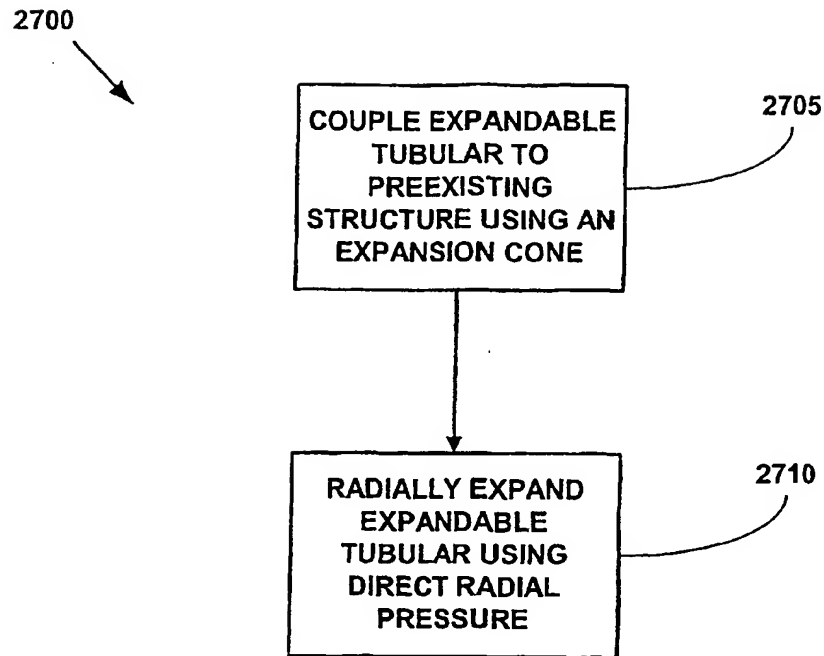 2700
COUPLE EXPANDABLE
TUBULAR TO
PREEXISTING
STRUCTURE USING AN
EXPANSION CONE
2705
RADIALLY EXPAND
EXPANDABLE
TUBULAR USING
DIRECT RADIAL
PRESSURE
2710